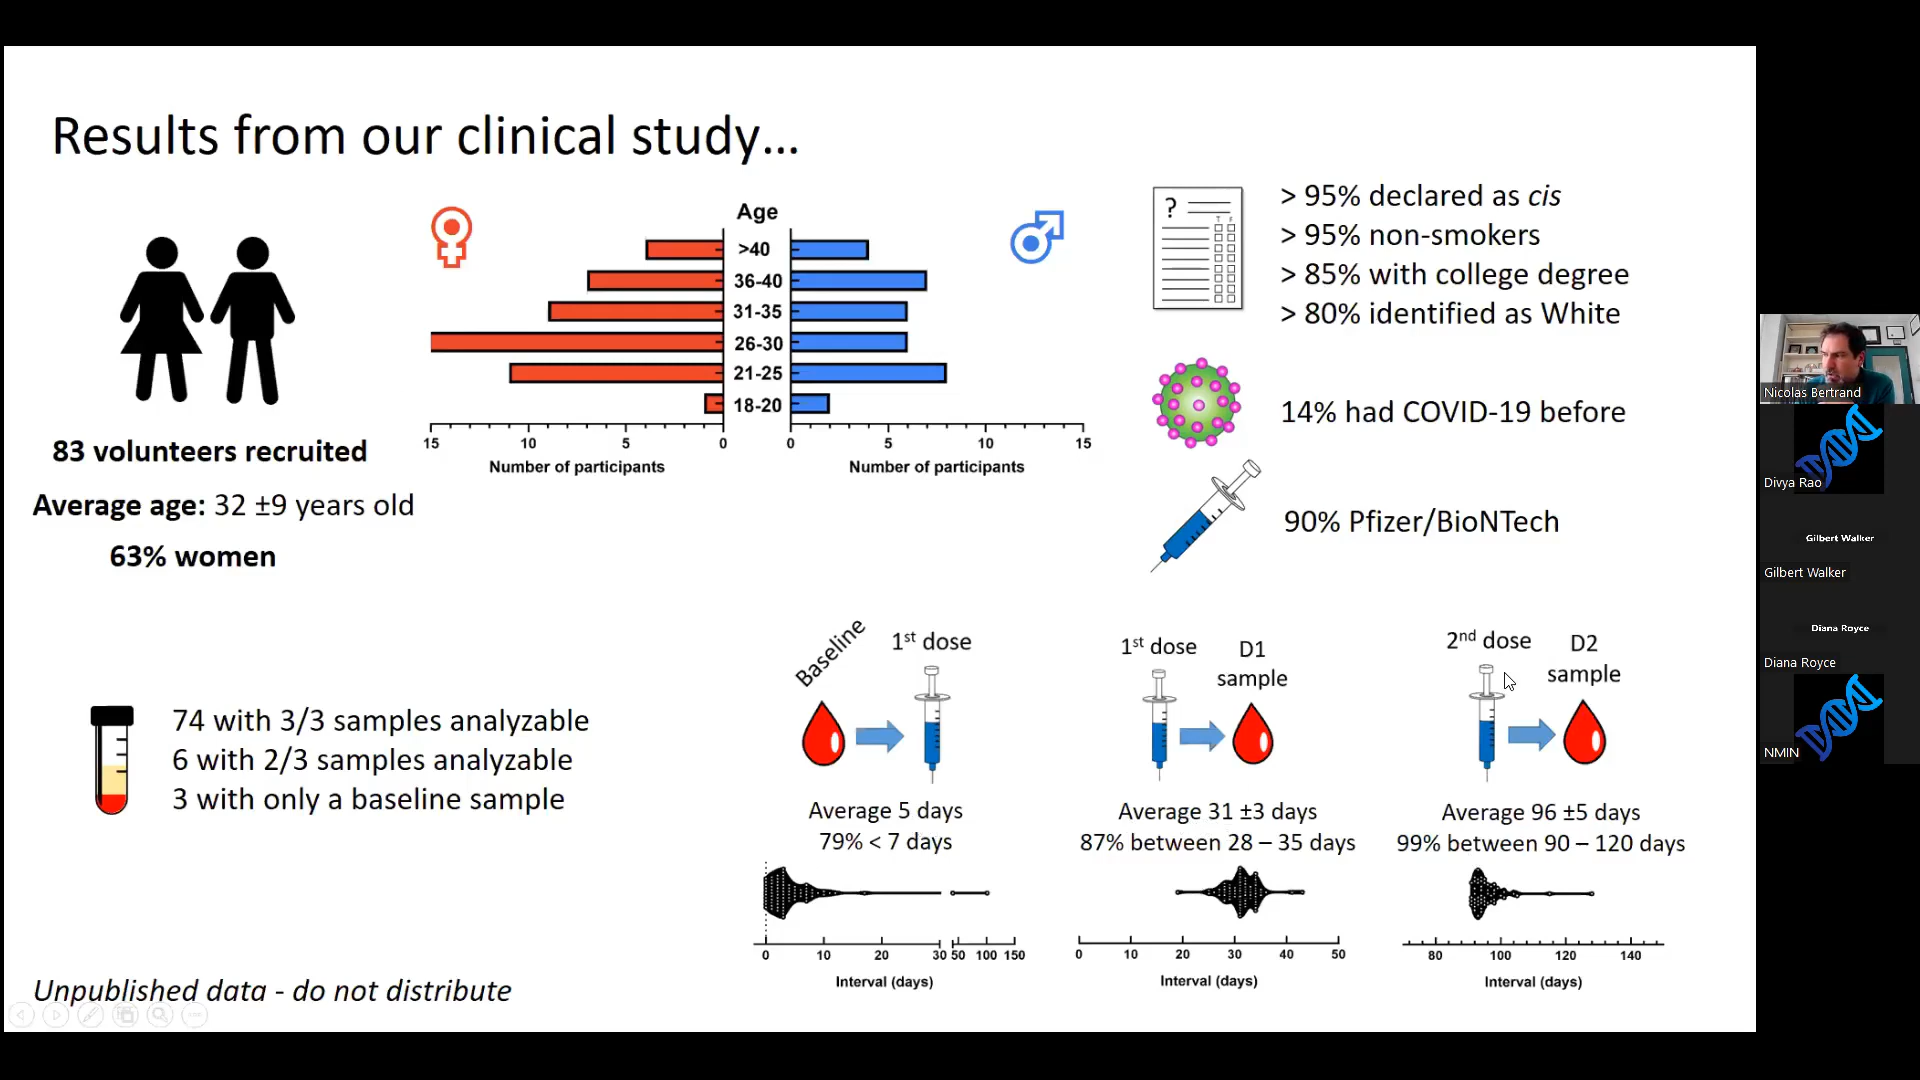 Results from our clinical study...
83 volunteers recruited
Average age: 32 ±9 years old
63% women
Age
>40
36-40
31-35
26-30
21-25
18-20
15 10 5 0
0 5 10 15
Number of participants
Number of participants
?
T F
> 95% declared as cis
> 95% non-smokers
> 85% with college degree
> 80% identified as White
14% had COVID-19 before
90% Pfizer/BioNTech
74 with 3/3 samples analyzable
6 with 2/3 samples analyzable
3 with only a baseline sample
Baseline
1st dose
Average 5 days
79% < 7 days
0 10 20 30 50 100 150
Interval (days)
1st dose
D1
sample
Average 31 ±3 days
87% between 28 – 35 days
0 10 20 30 40 50
Interval (days)
2nd dose
D2
sample
Average 96 ±5 days
99% between 90 – 120 days
80 100 120 140
Interval (days)
Unpublished data - do not distribute
Nicolas Bertrand
Divya Rao
Gilbert Walker
Gilbert Walker
Diana Royce
Diana Royce
NMIN